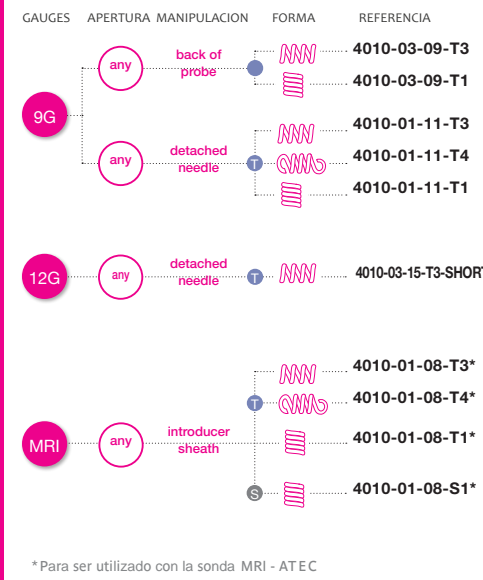 GAUGES APERTURA MANIPULACION FORMA REFERENCIA
9G
any
back of
probe
4010-03-09-T3
4010-03-09-T1
any
detached
needle
T
4010-01-11-T3
4010-01-11-T4
4010-01-11-T1
12G
any
detached
needle
T
4010-03-15-T3-SHORT
MRI
any
introducer
sheath
T
S
4010-01-08-T3*
4010-01-08-T4*
4010-01-08-T1*
4010-01-08-S1*
*Para ser utilizado con la sonda MRI - ATEC